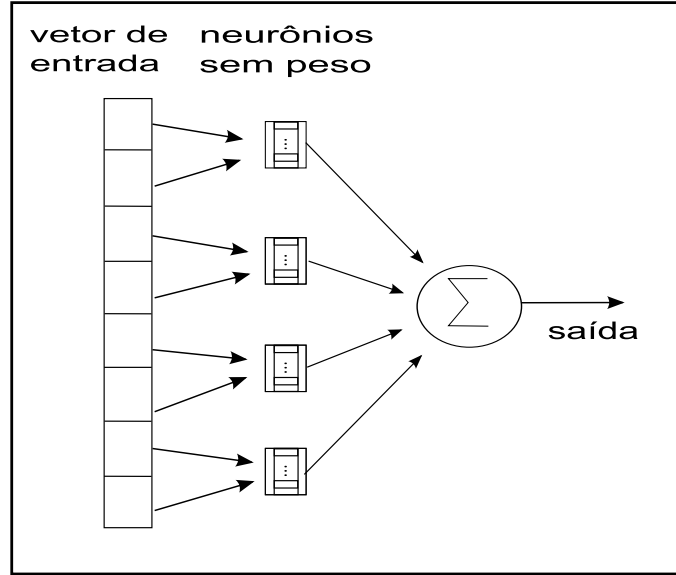 vetor de
entrada
neurônios
sem peso
Σ
saída